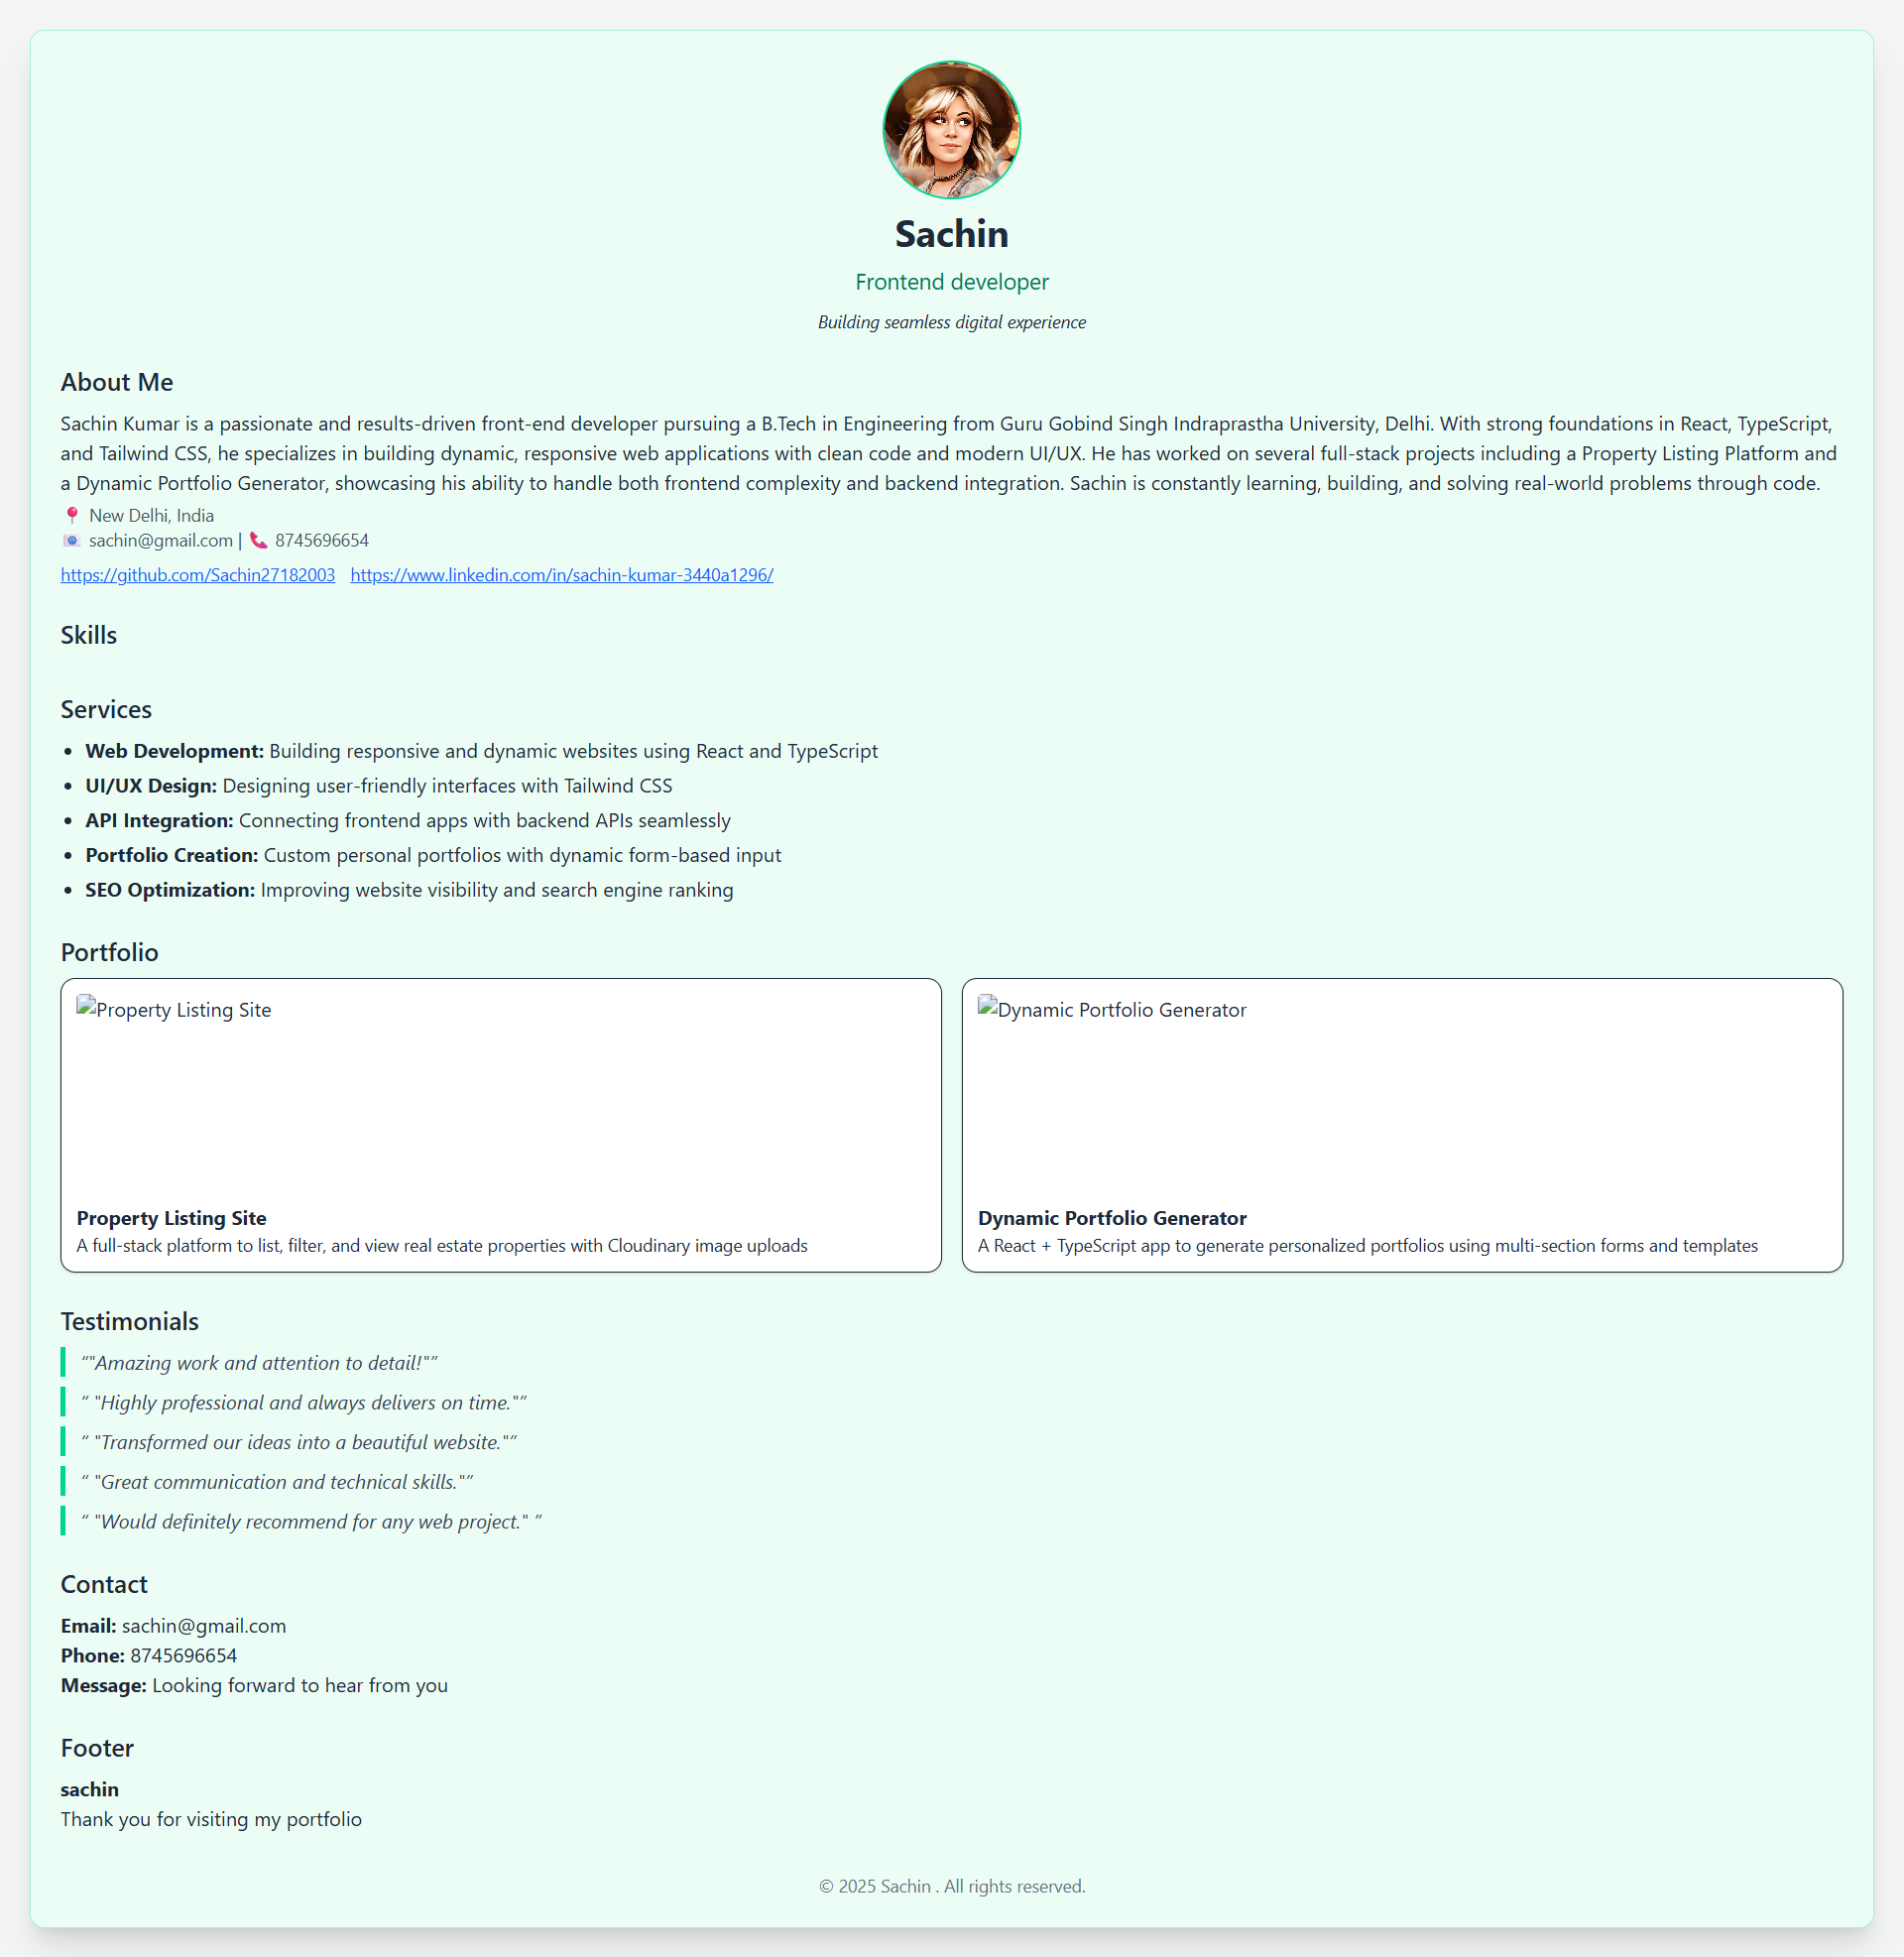 Sachin
Frontend developer
Building seamless digital experience
About Me
Sachin Kumar is a passionate and results-driven front-end developer pursuing a B.Tech in Engineering from Guru Gobind Singh Indraprastha University, Delhi. With strong foundations in React, TypeScript,
and Tailwind CSS, he specializes in building dynamic, responsive web applications with clean code and modern UI/UX. He has worked on several full-stack projects including a Property Listing Platform and
a Dynamic Portfolio Generator, showcasing his ability to handle both frontend complexity and backend integration. Sachin is constantly learning, building, and solving real-world problems through code.
📍 New Delhi, India
📧 sachin@gmail.com | 📞 8745696654
https://github.com/Sachin27182003 https://www.linkedin.com/in/sachin-kumar-3440a1296/
Skills
Services
• Web Development: Building responsive and dynamic websites using React and TypeScript
• UI/UX Design: Designing user-friendly interfaces with Tailwind CSS
• API Integration: Connecting frontend apps with backend APIs seamlessly
• Portfolio Creation: Custom personal portfolios with dynamic form-based input
• SEO Optimization: Improving website visibility and search engine ranking
Portfolio
Property Listing Site
Property Listing Site
A full-stack platform to list, filter, and view real estate properties with Cloudinary image uploads
Dynamic Portfolio Generator
Dynamic Portfolio Generator
A React + TypeScript app to generate personalized portfolios using multi-section forms and templates
Testimonials
“"Amazing work and attention to detail!"”
“ "Highly professional and always delivers on time."”
“ "Transformed our ideas into a beautiful website."”
“ "Great communication and technical skills."”
“ "Would definitely recommend for any web project." ”
Contact
Email: sachin@gmail.com
Phone: 8745696654
Message: Looking forward to hear from you
Footer
sachin
Thank you for visiting my portfolio
© 2025 Sachin . All rights reserved.